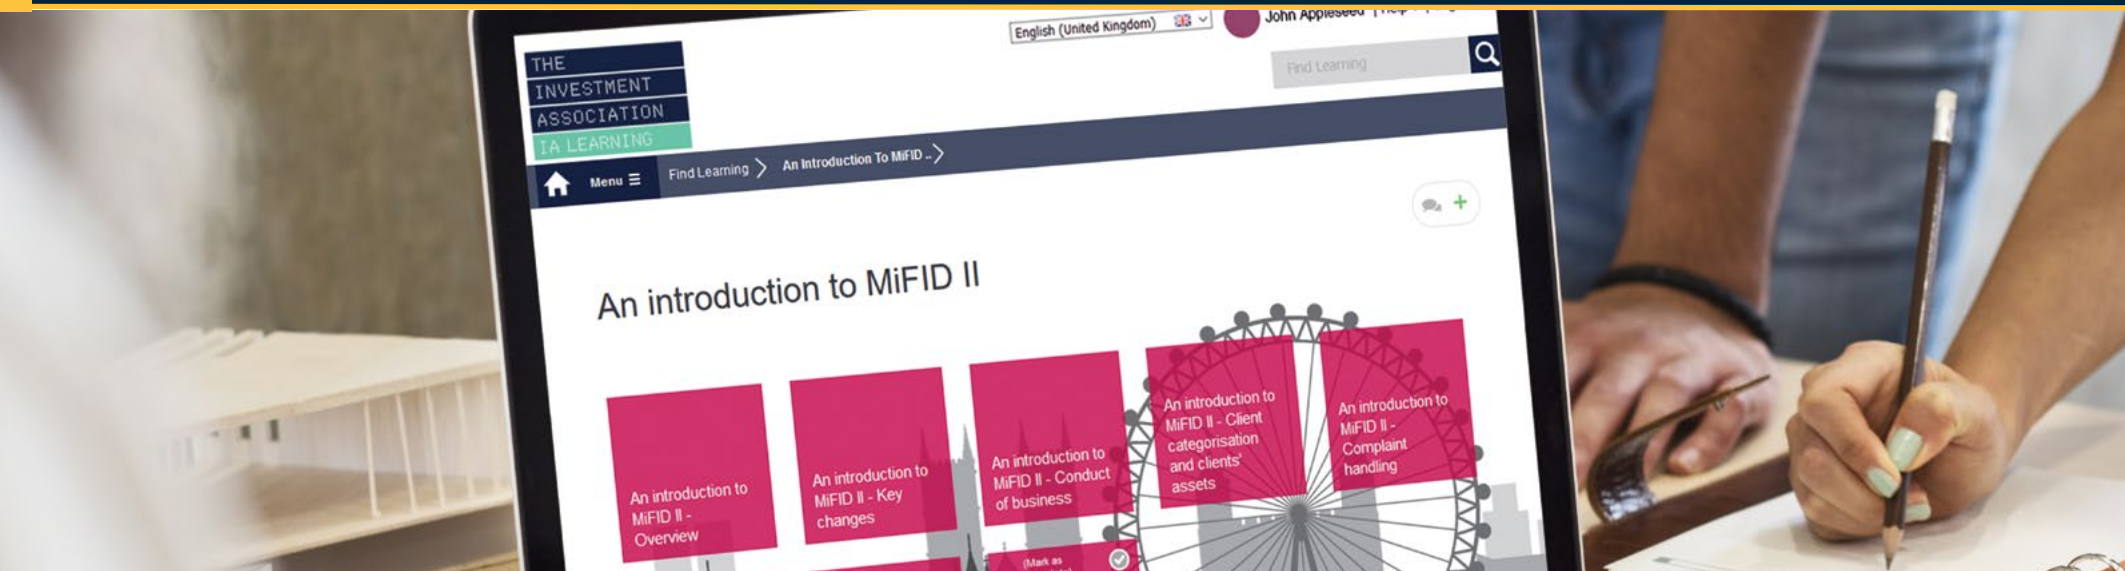 English (United Kingdom)
John Appleseed
THE
INVESTMENT
ASSOCIATION
IA LEARNING
Find Learning
Menu
Find Learning
An Introduction To MiFID ..
An introduction to MiFID II
An introduction to
MiFID II -
Overview
An introduction to
MiFID II - Key
changes
An introduction to
MiFID II - Conduct
of business
An introduction to
MiFID II - Client
categorisation
and clients'
assets
An introduction to
MiFID II -
Complaint
handling
(Mark as